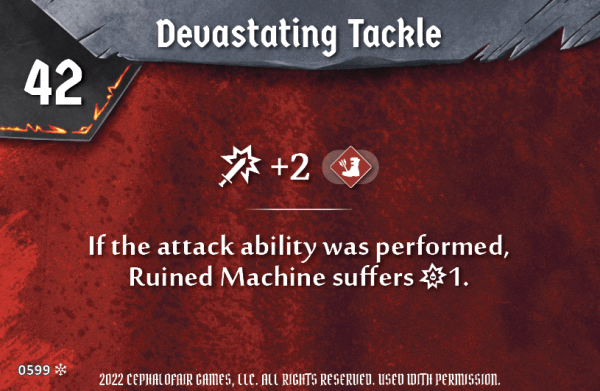 Devastating Tackle
42
+2
If the attack ability was performed,
Ruined Machine suffers 1.
0599
2022 CEPHALOFAIR GAMES, LLC. ALL RIGHTS RESERVED. USED WITH PERMISSION.